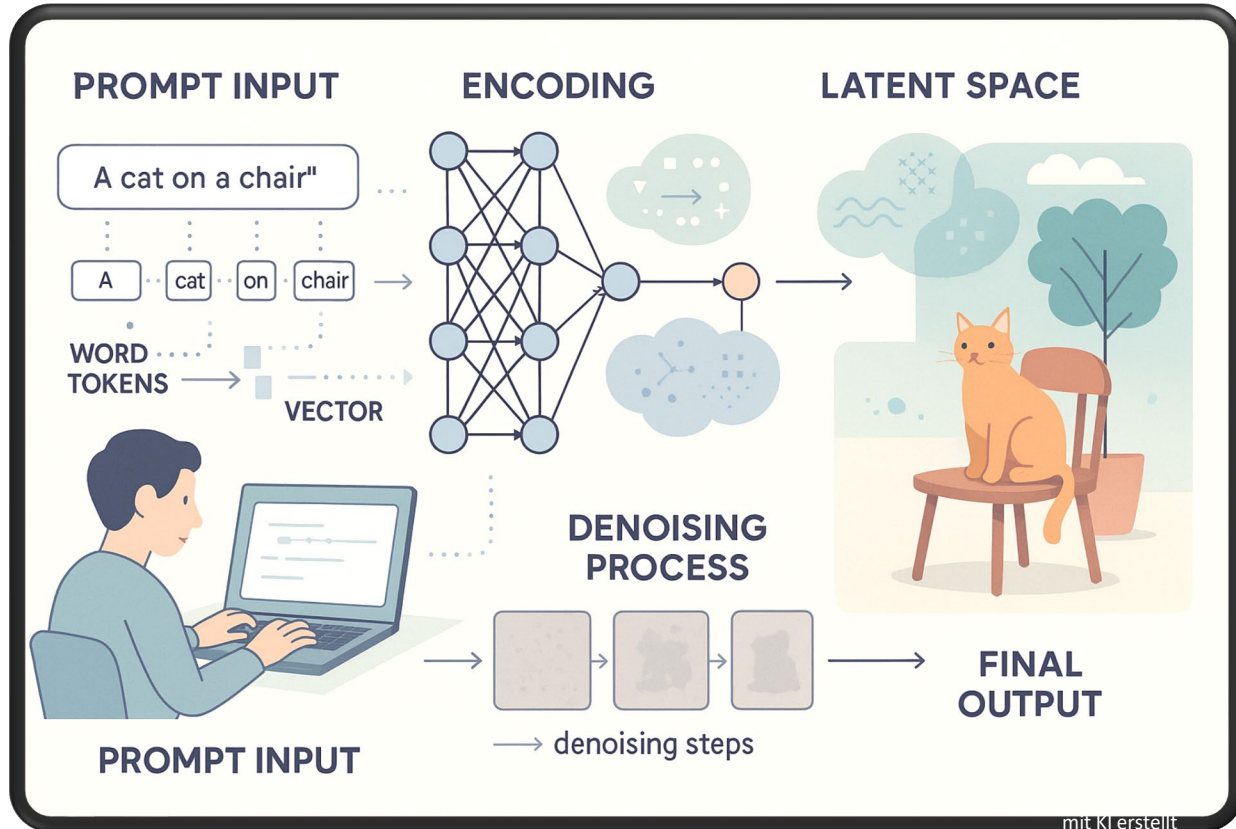 PROMPT INPUT
ENCODING
LATENT SPACE
A cat on a chair"
A
cat
on
chair
WORD
TOKENS
VECTOR
DENOISING
PROCESS
denoising steps
FINAL
OUTPUT
PROMPT INPUT
mit KI erstellt